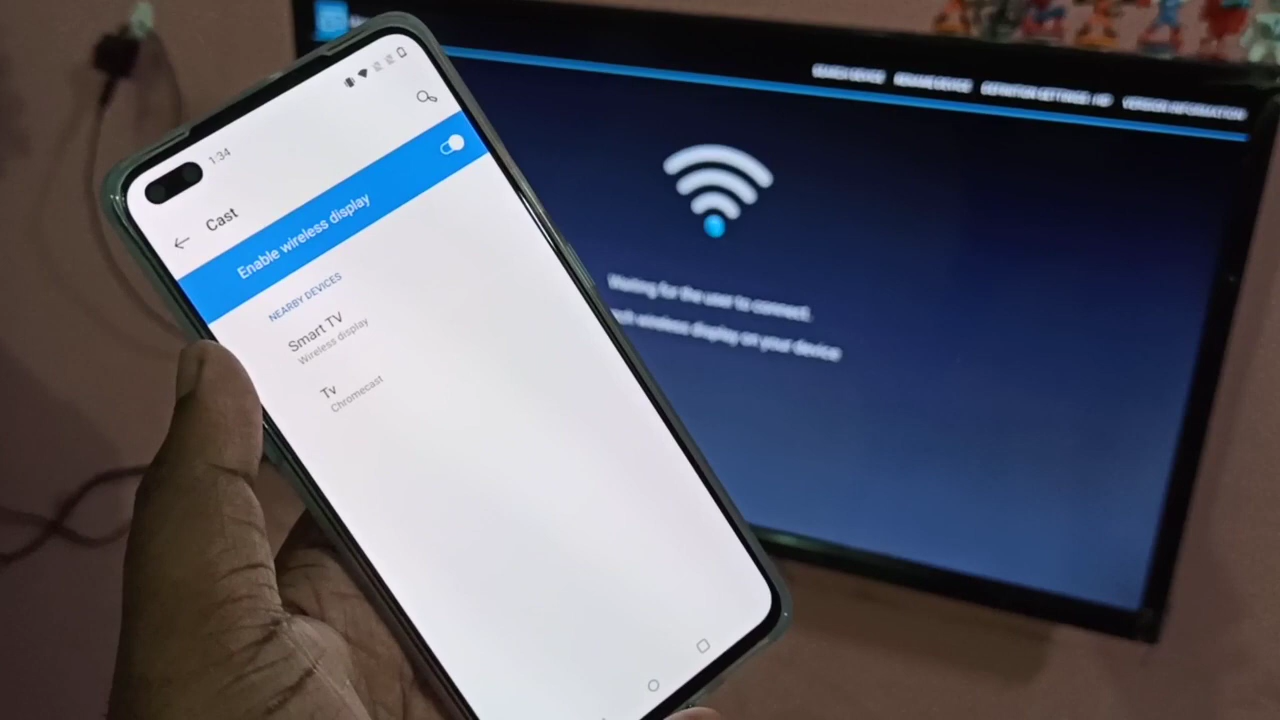 1:34
Cast
Enable wireless display
NEARBY DEVICES
Smart TV
Wireless display
Tv
Chromecast
SEARCH DEVICE
RENAME DEVICE
DEFINITION SETTINGS : HD
VERSION INFORMATION
Waiting for the user to connect.
wireless display on your device